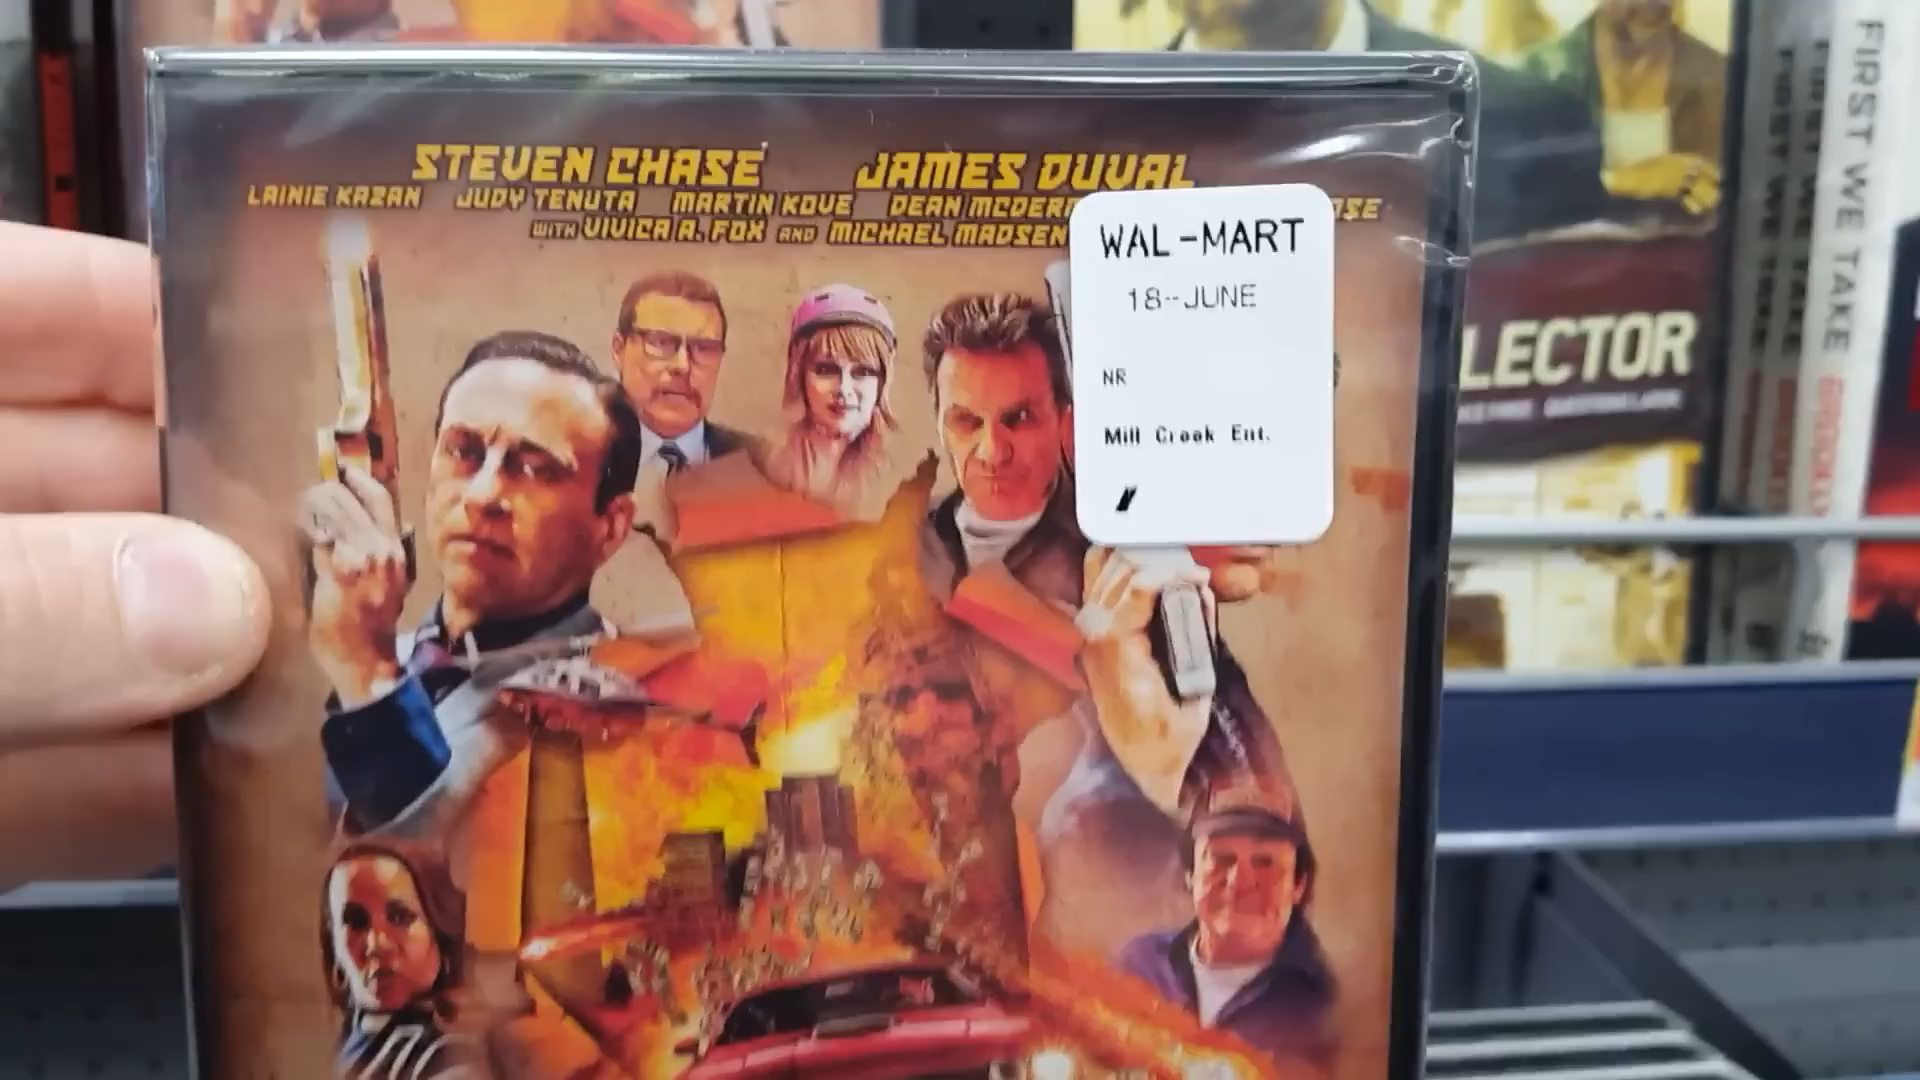 STEVEN CHASE JAMES DUVAL
LAINIE KAZAN JUDY TENUTA MARTIN KOVE DEAN
WITH VIVICA A. FOX AND MICHAEL MADSEN
WAL-MART
18--JUNE
NR
Mill Creek Ent.
LECTOR
FIRST WE TAKE